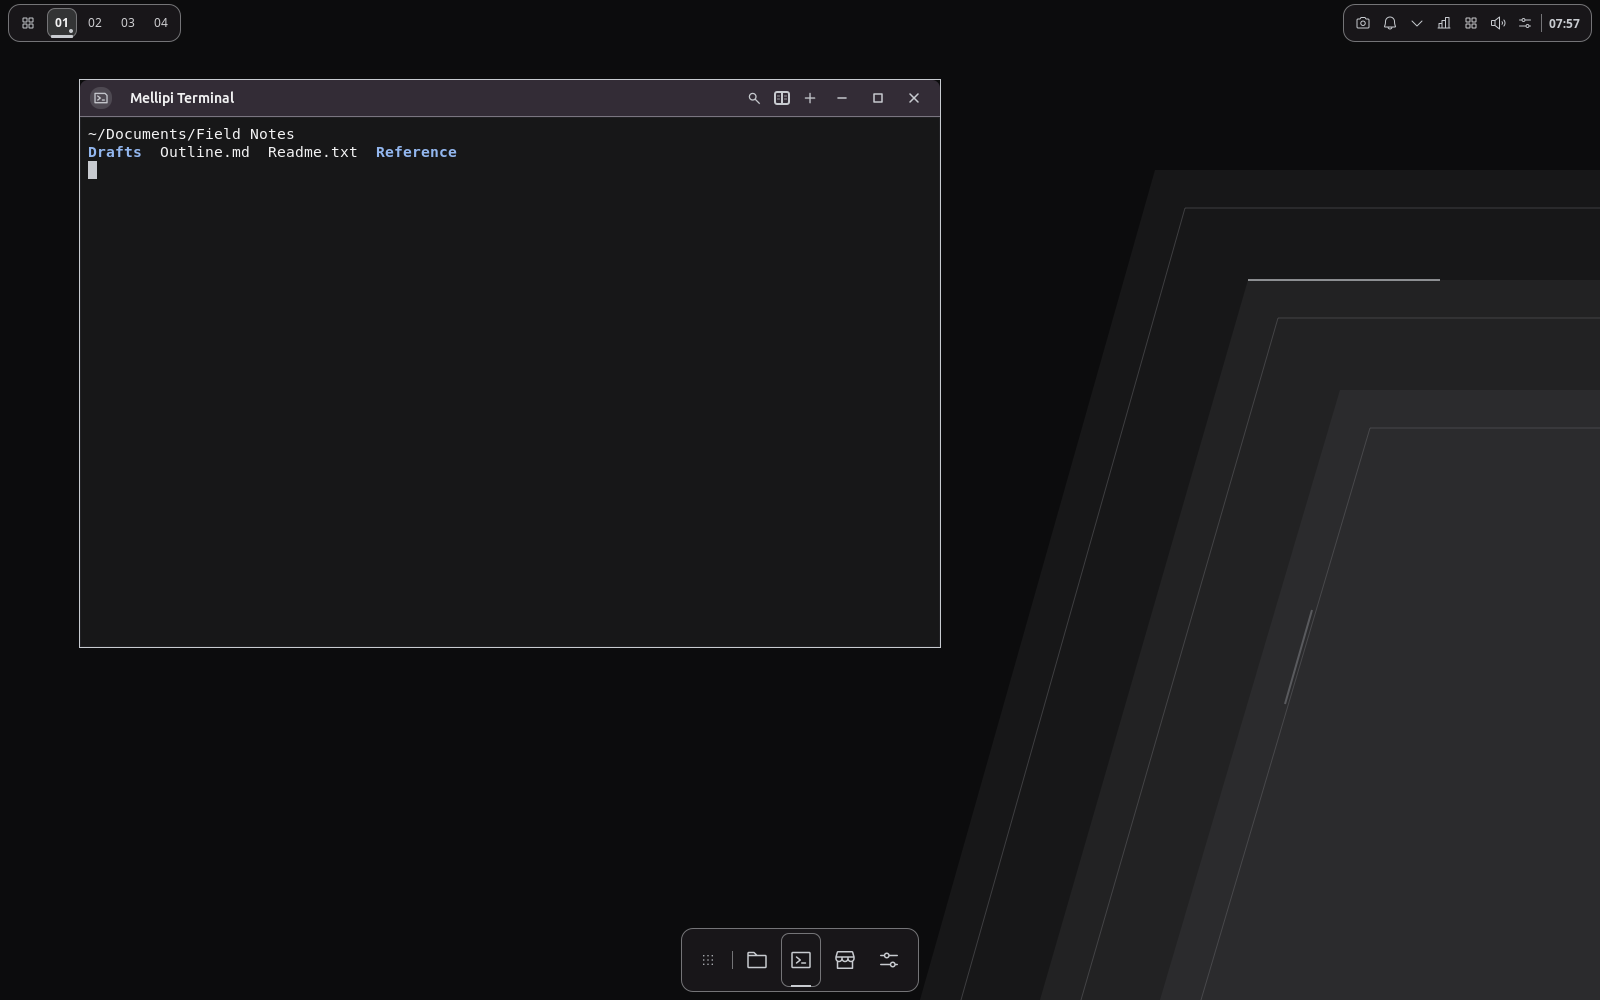 01 02 03 04
07:57
Mellipi Terminal
~/Documents/Field Notes
Drafts  Outline.md  Readme.txt  Reference